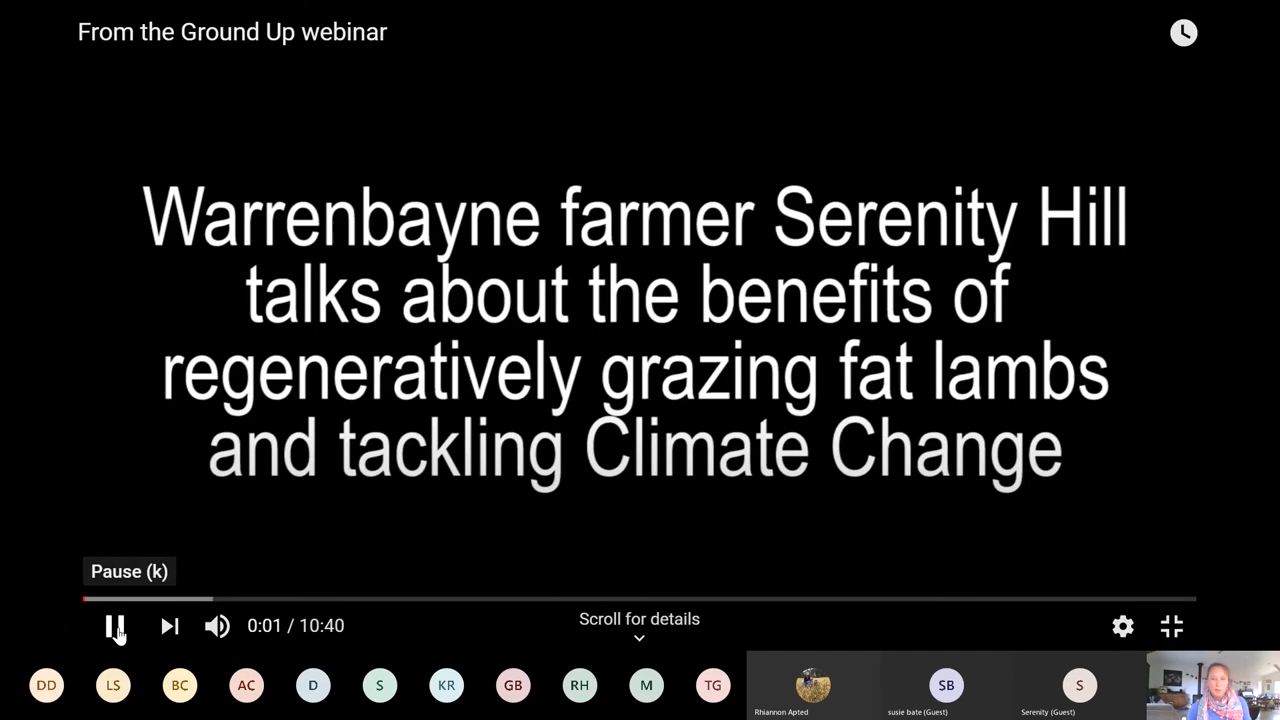 From the Ground Up webinar
Warrenbayne farmer Serenity Hill
talks about the benefits of
regeneratively grazing fat lambs
and tackling Climate Change
Pause (k)
0:01 / 10:40
Scroll for details
DD
LS
BC
AC
D
S
KR
GB
RH
M
TG
SB
S
Rhiannon Apted
susie bate (Guest)
Serenity (Guest)